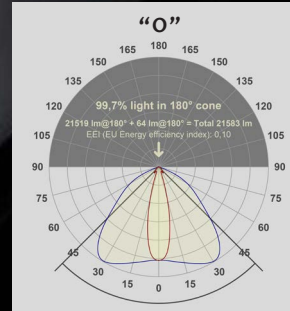 “O”
165 180 165
150 150
135 135
120 120
105 105
90 90
75 75
60 60
45 45
30 30
15 0 15
99,7% light in 180° cone
21519 lm@180° + 64 lm@180° = Total 21583 lm
EEI (EU Energy efficiency index): 0,10